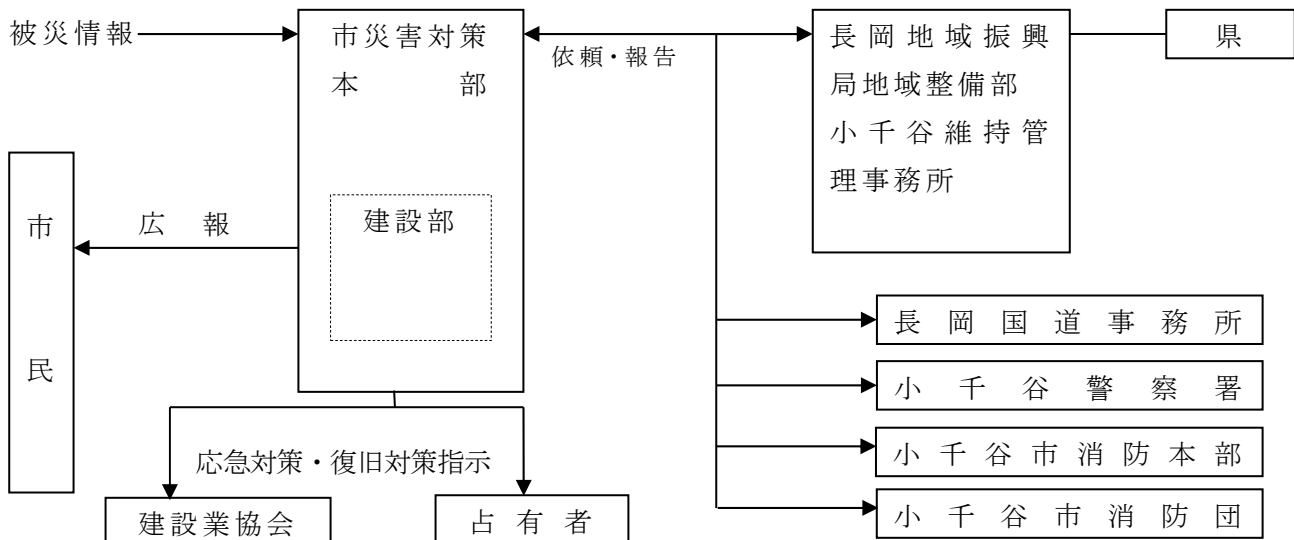 被災情報
市災害対策
本部
建設部
依頼・報告
長岡地域振興
局地域整備部
小千谷維持管
理事務所
県
市民
広報
長岡国道事務所
小千谷警察署
小千谷市消防本部
小千谷市消防団
応急対策・復旧対策指示
建設業協会
占有者